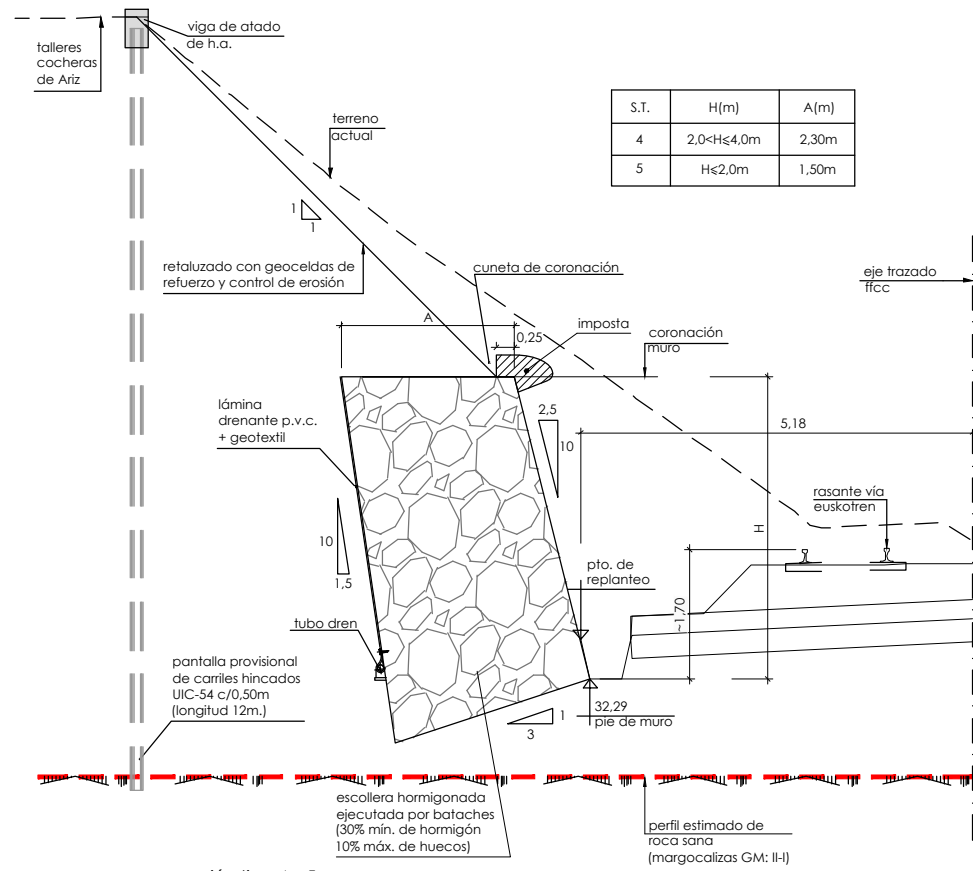 viga de atado
de h.a.
talleres
cocheras
de Ariz
terreno
actual
S.T. H(m) A(m)
4 2,0<H⩽4,0m 2,30m
5 H⩽2,0m 1,50m
1
1
retaluzado con geoceldas de
refuerzo y control de erosión
cuneta de coronación
eje trazado
ffcc
A
imposta
0,25
coronación
muro
lámina
drenante p.v.c.
+ geotextil
2,5
10
5,18
H
rasante vía
euskotren
10
1,5
pto. de
replanteo
~1,70
tubo dren
pantalla provisional
de carriles hincados
UIC-54 c/0,50m
(longitud 12m.)
1
3
32,29
pie de muro
escollera hormigonada
ejecutada por bataches
(30% mín. de hormigón
10% máx. de huecos)
perfil estimado de
roca sana
(margocalizas GM: II-I)